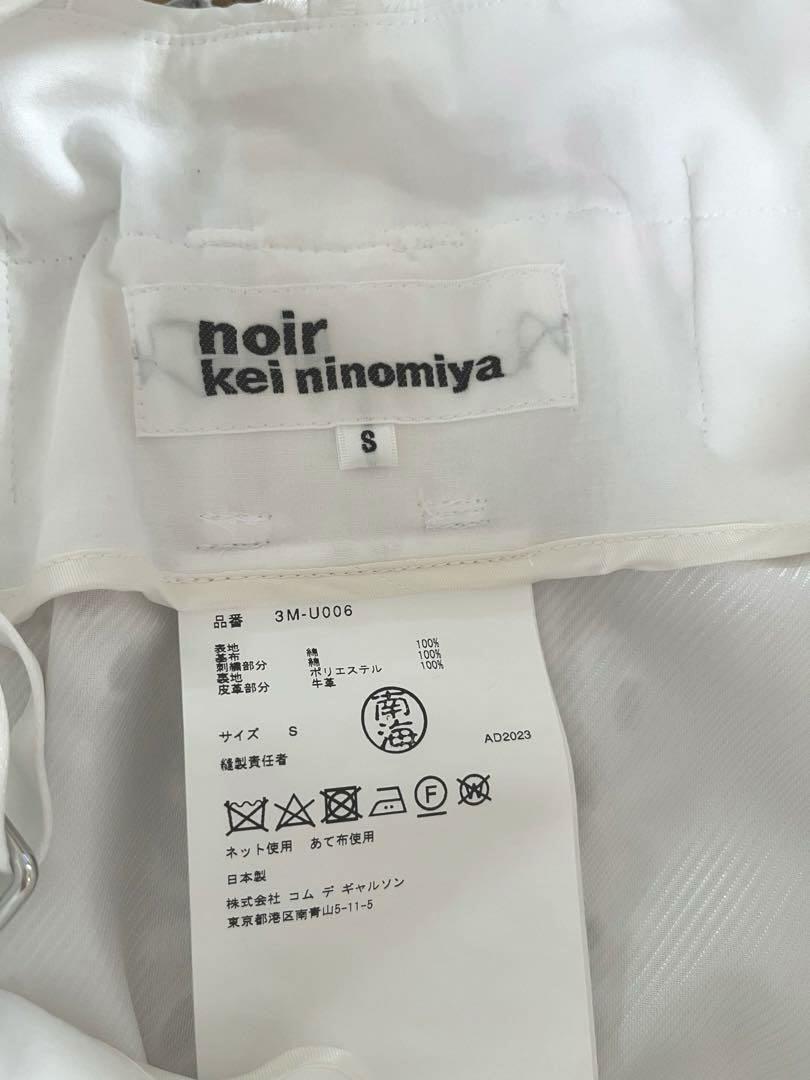 noir
kei ninomiya
S
品番 3M-U006
表地 綿 100%
基布 綿 100%
刺繍部分 ポリエステル 100%
裏地
皮革部分 牛革
南海
サイズ S
AD2023
縫製責任者
F
W
ネット使用 あて布使用
日本製
株式会社 コム デ ギャルソン
東京都港区南青山5-11-5